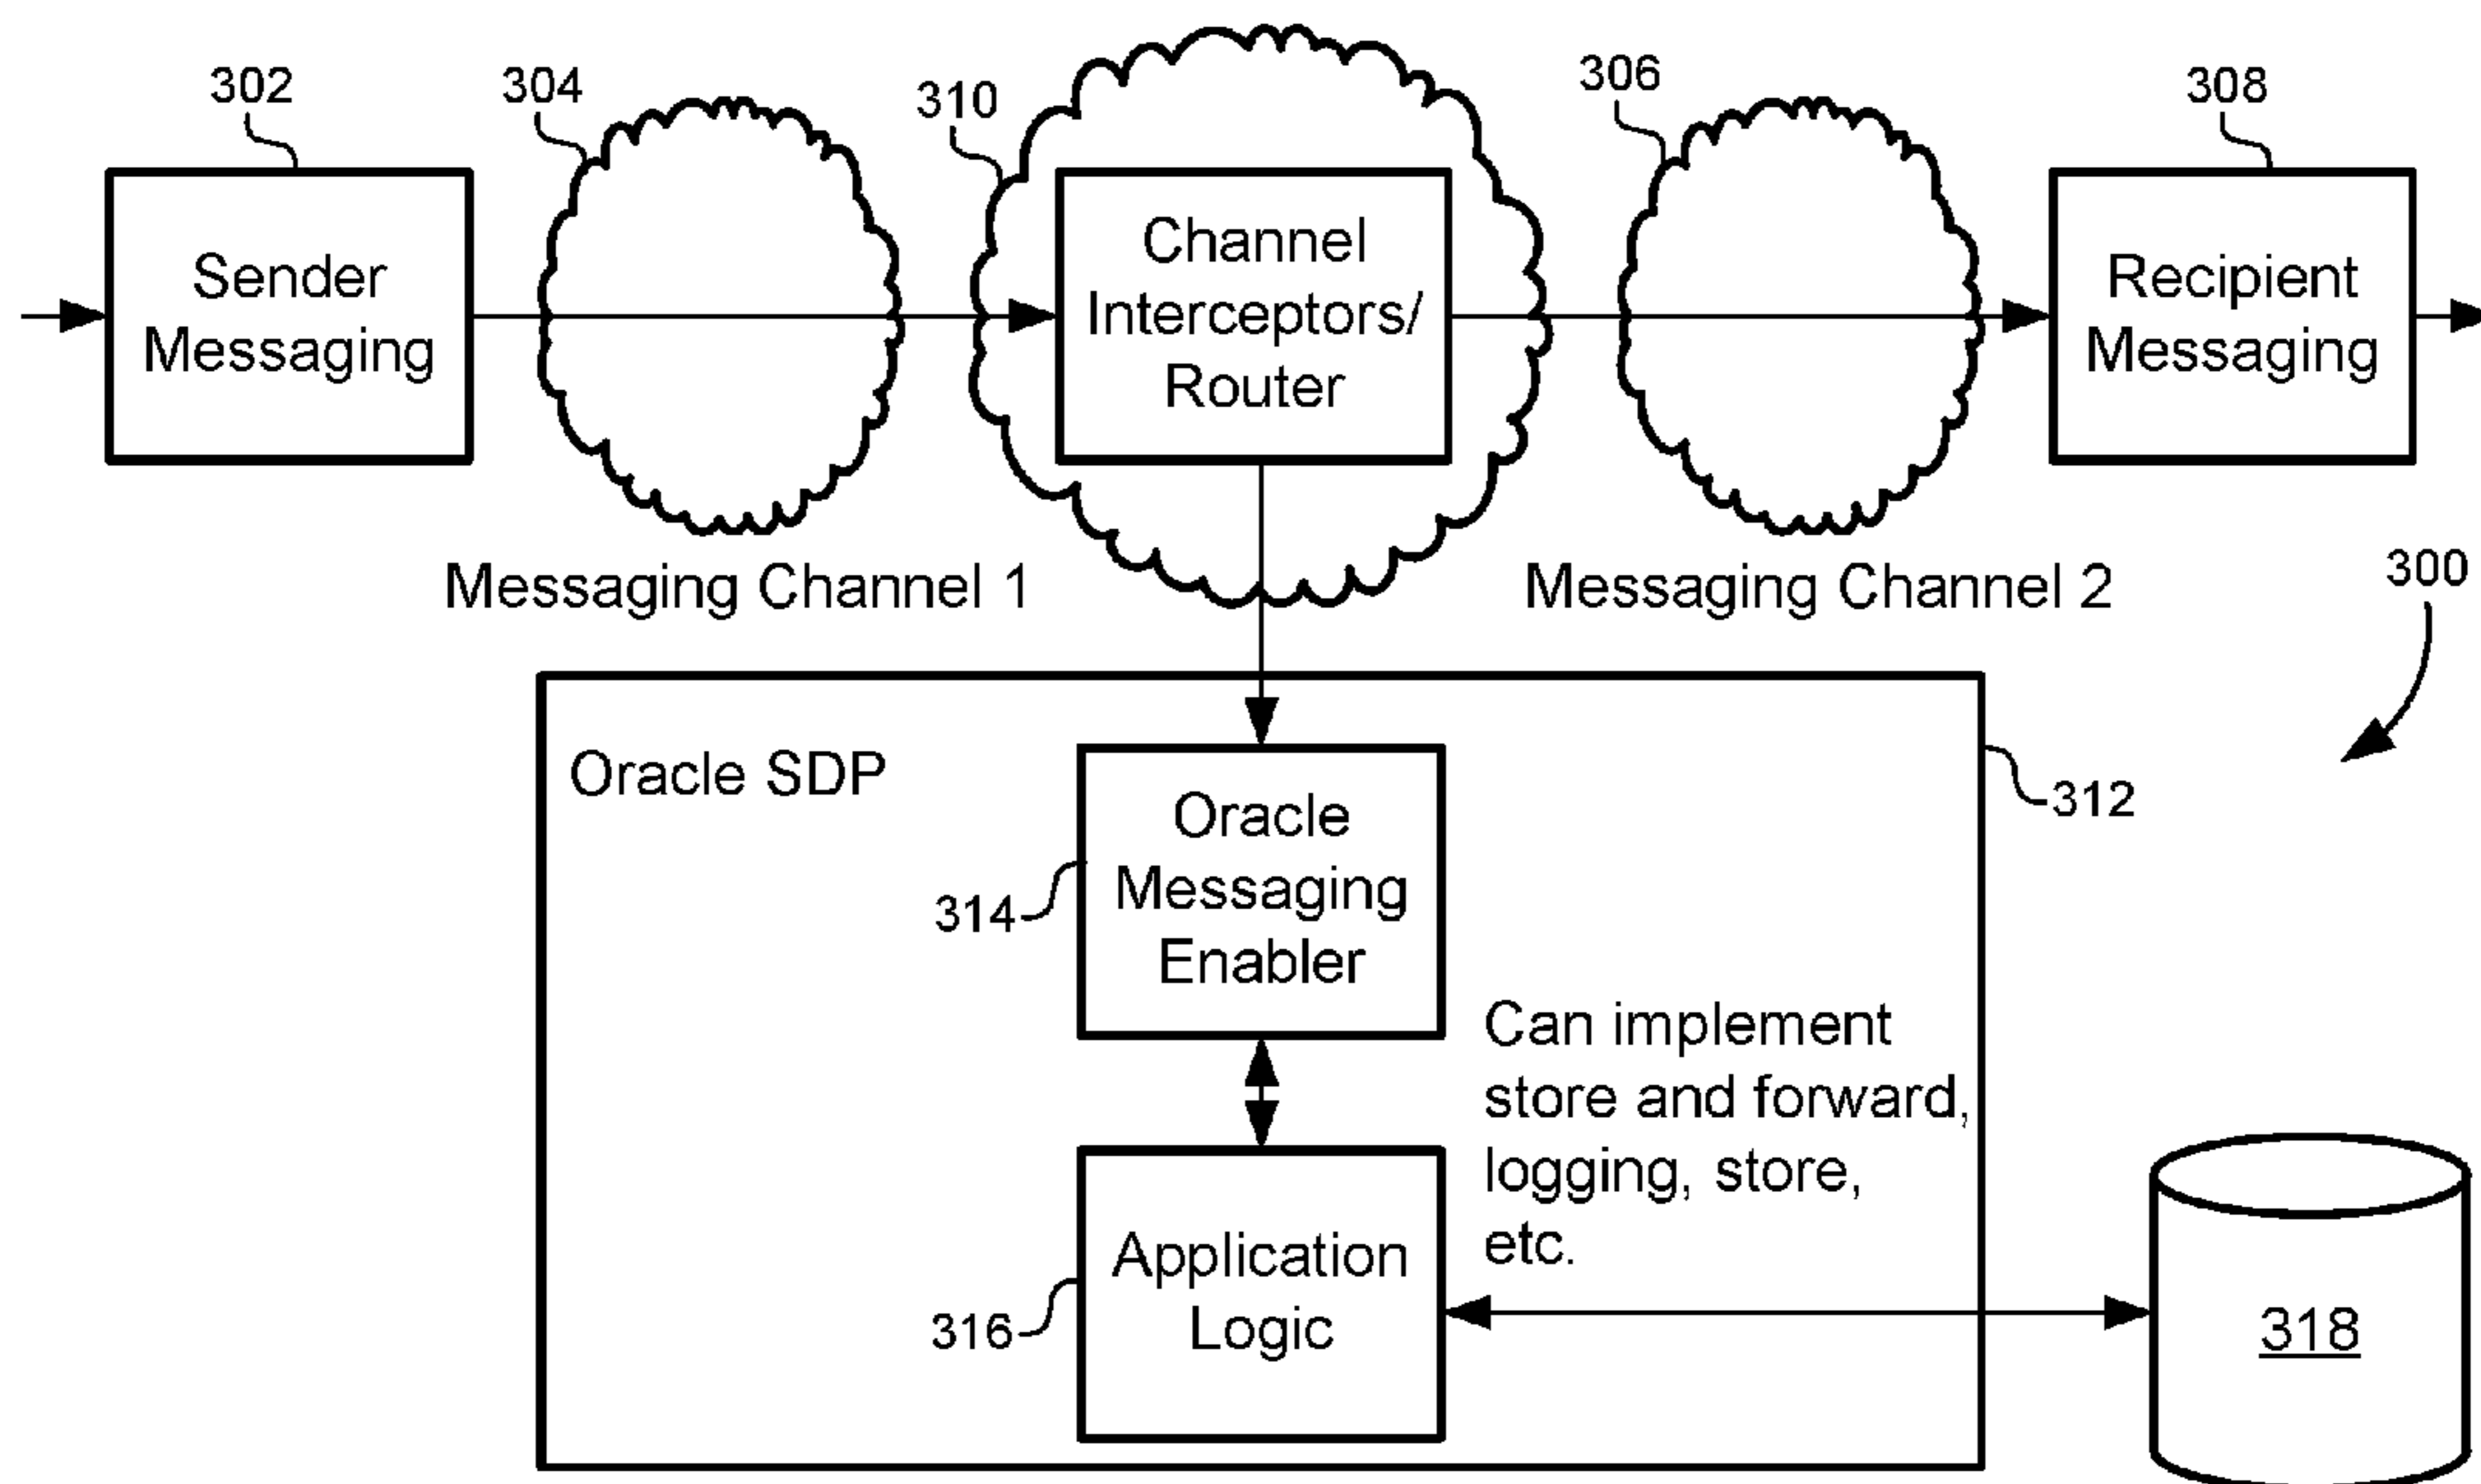 302
304
310
306
308
Sender
Messaging
Channel
Interceptors/
Router
Recipient
Messaging
Messaging Channel 1
Messaging Channel 2
300
Oracle SDP
312
Oracle
Messaging
Enabler
314
Can implement
store and forward,
logging, store,
etc.
Application
Logic
316
318